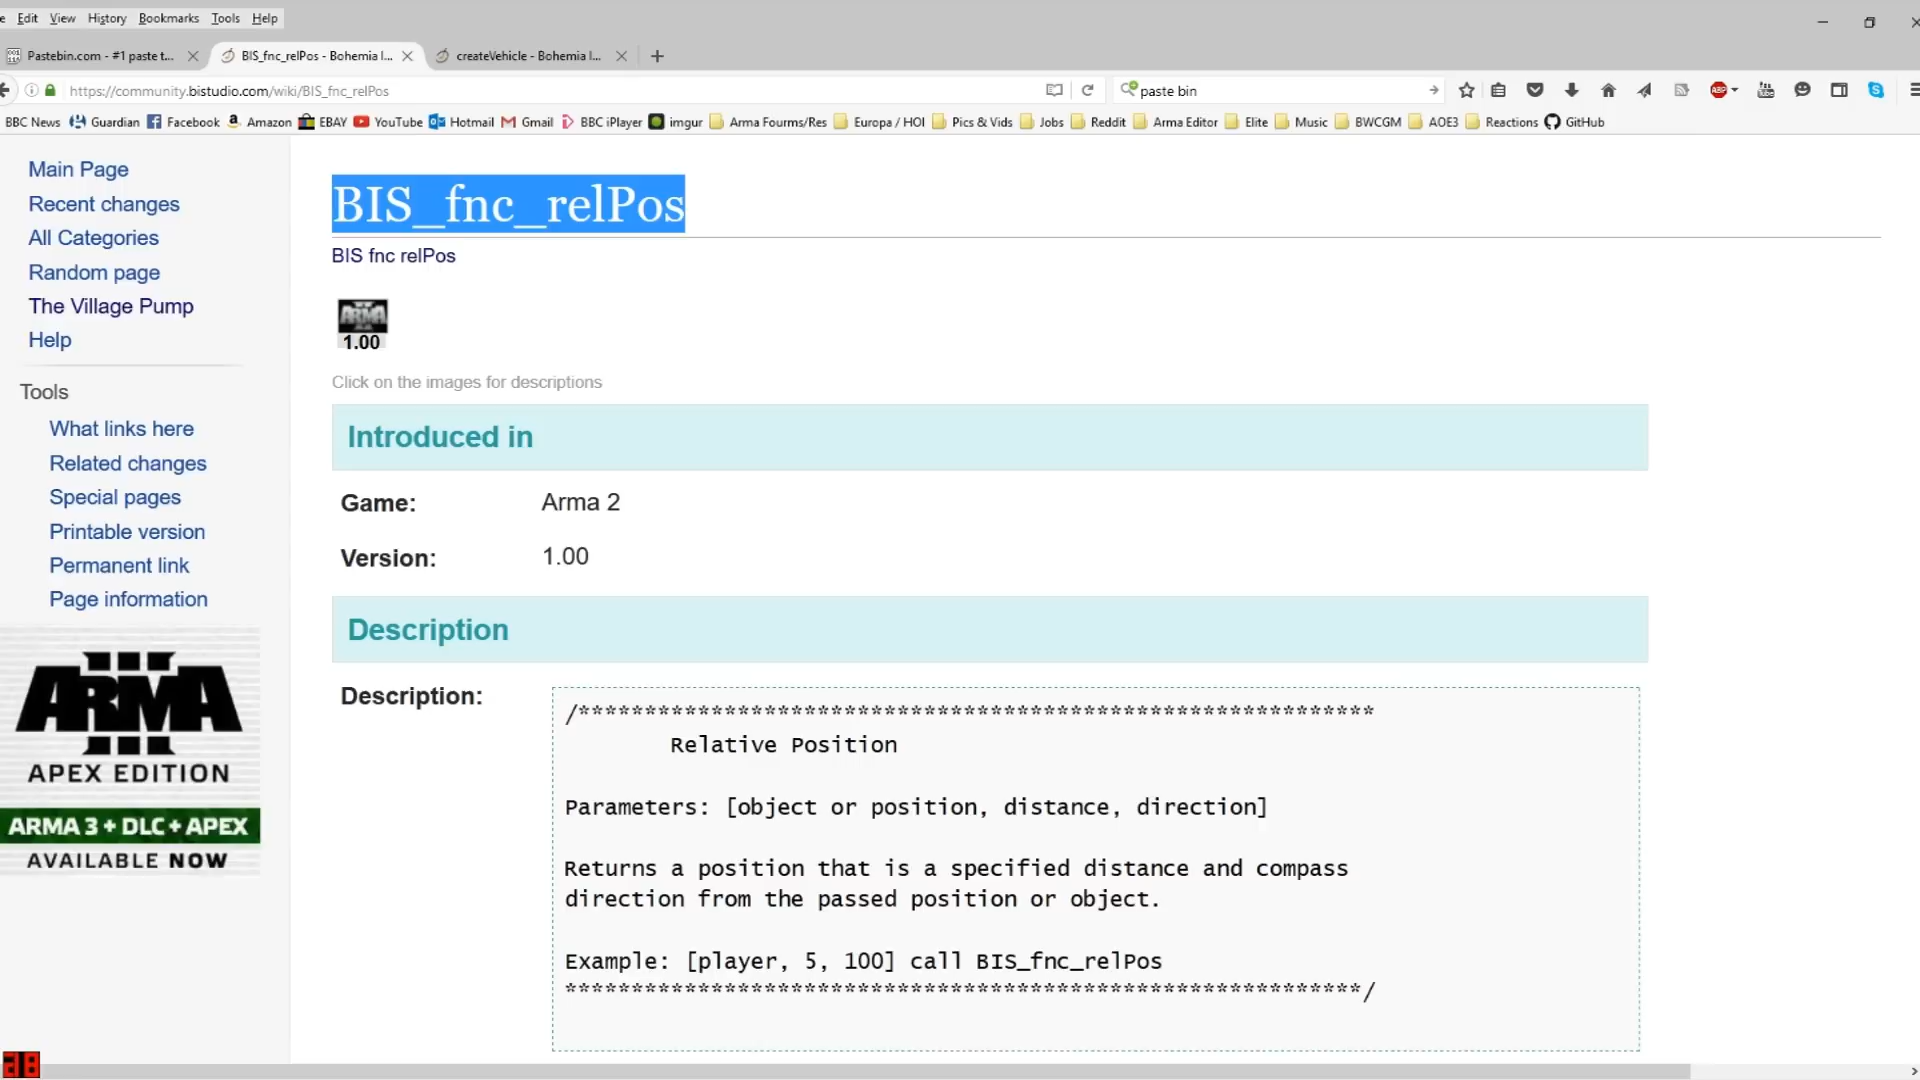 Edit View History Bookmarks Tools Help
Pastebin.com - #1 paste t... BIS_fnc_relPos - Bohemia I... createVehicle - Bohemia I...
https://community.bistudio.com/wiki/BIS_fnc_relPos paste bin
BBC News Guardian Facebook Amazon EBAY YouTube Hotmail Gmail BBC iPlayer imgur Arma Fourms/Res Europa / HOI Pics & Vids Jobs Reddit Arma Editor Elite Music BWCGM AOE3 Reactions GitHub
Main Page
Recent changes
All Categories
Random page
The Village Pump
Help
Tools
What links here
Related changes
Special pages
Printable version
Permanent link
Page information
ARMA III
APEX EDITION
ARMA 3 + DLC + APEX
AVAILABLE NOW
BIS_fnc_relPos
BIS fnc relPos
ARMA II
1.00
Click on the images for descriptions
Introduced in
Game: Arma 2
Version: 1.00
Description
Description:
/************************************************************
Relative Position
Parameters: [object or position, distance, direction]
Returns a position that is a specified distance and compass
direction from the passed position or object.
Example: [player, 5, 100] call BIS_fnc_relPos
************************************************************/